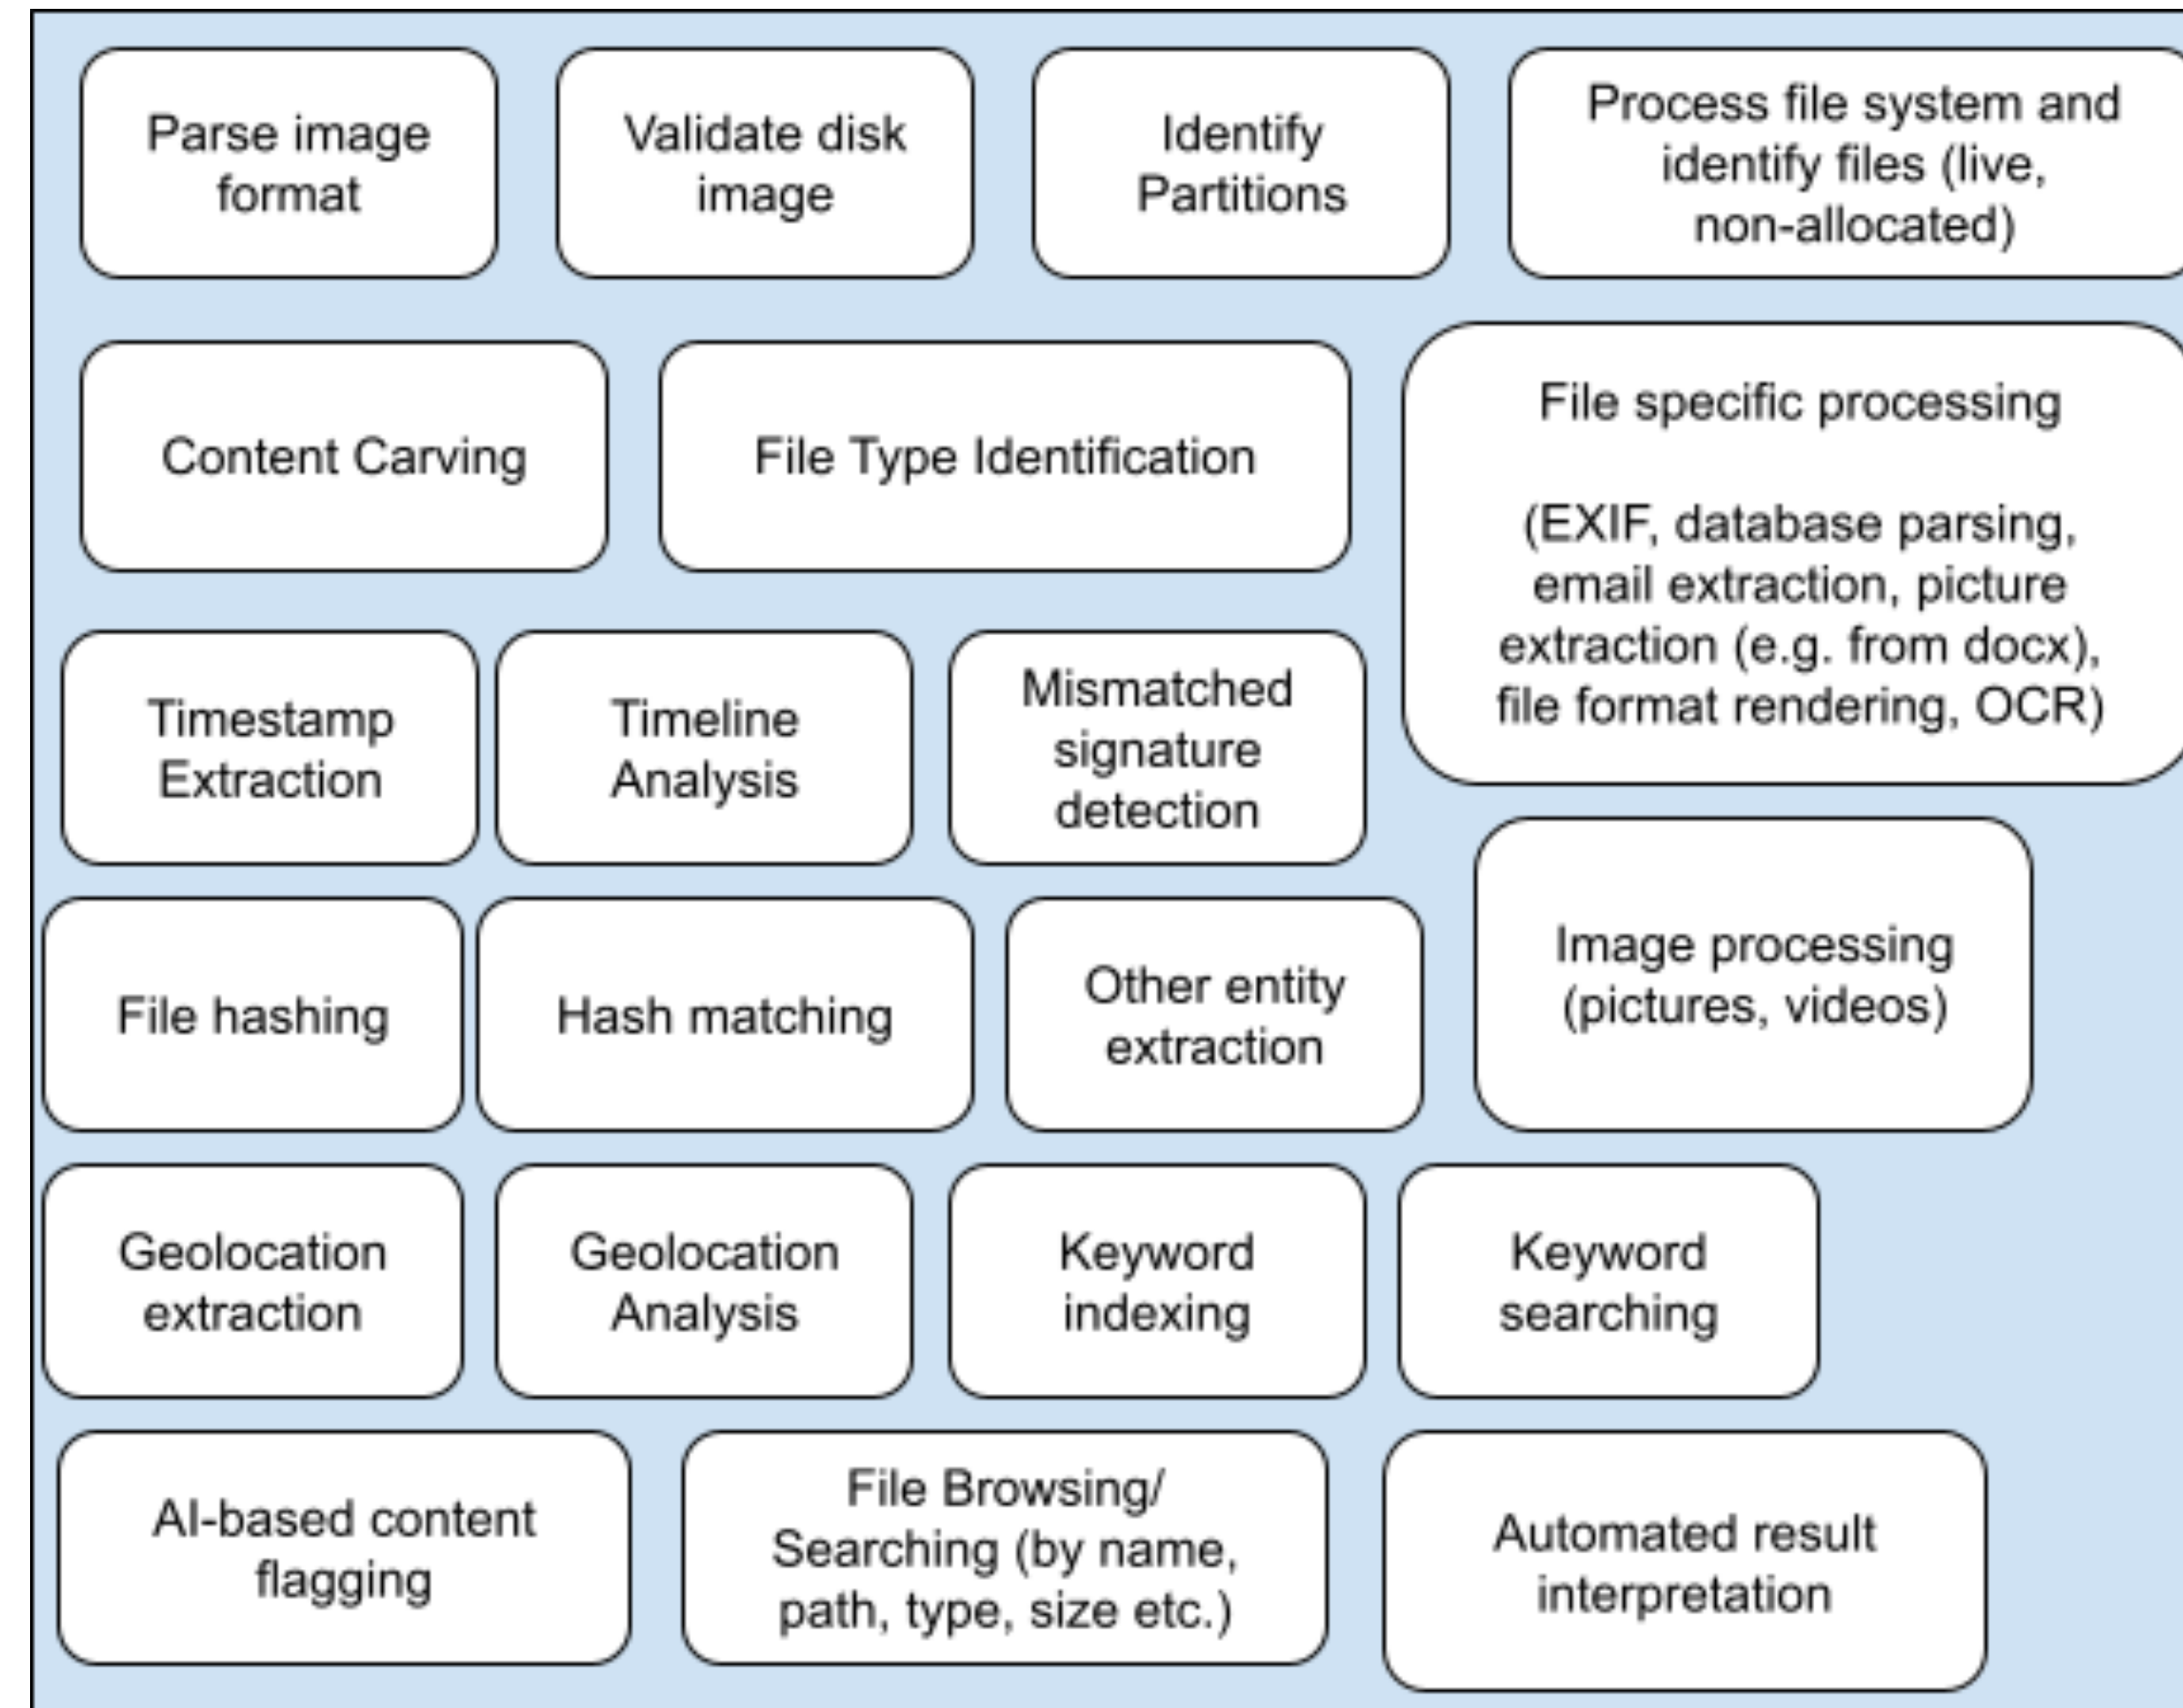 Parse image
format
Validate disk
image
Identify
Partitions
Process file system and
identify files (live,
non-allocated)
Content Carving
File Type Identification
File specific processing
(EXIF, database parsing,
email extraction, picture
extraction (e.g. from docx),
file format rendering, OCR)
Timestamp
Extraction
Timeline
Analysis
Mismatched
signature
detection
File hashing
Hash matching
Other entity
extraction
Image processing
(pictures, videos)
Geolocation
extraction
Geolocation
Analysis
Keyword
indexing
Keyword
searching
AI-based content
flagging
File Browsing/
Searching (by name,
path, type, size etc.)
Automated result
interpretation